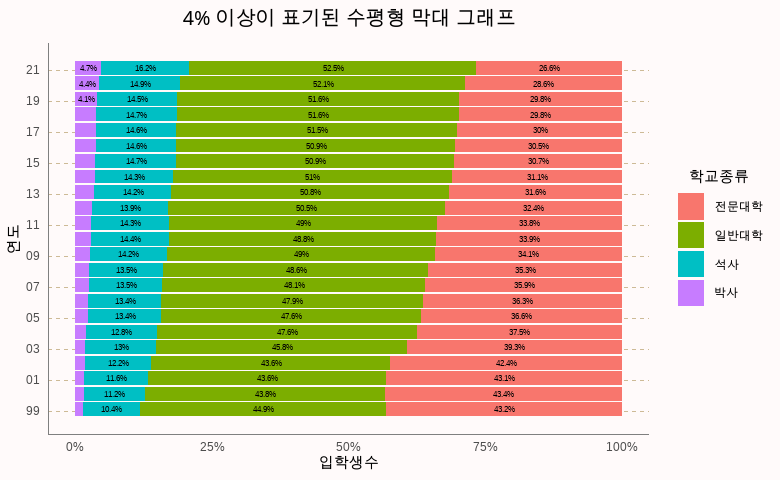 4% 이상이 표기된 수평형 막대 그래프
21
4.7% 16.2% 52.5% 26.6%
4.4% 14.9% 52.1% 28.6%
19
4.1% 14.5% 51.6% 29.8%
14.7% 51.6% 29.8%
17
14.6% 51.5% 30%
14.6% 50.9% 30.5%
15
14.7% 50.9% 30.7%
14.3% 51% 31.1%
13
14.2% 50.8% 31.6%
13.9% 50.5% 32.4%
11
14.3% 49% 33.8%
14.4% 48.8% 33.9%
09
14.2% 49% 34.1%
13.5% 48.6% 35.3%
07
13.5% 48.1% 35.9%
13.4% 47.9% 36.3%
05
13.4% 47.6% 36.6%
12.8% 47.6% 37.5%
03
13% 45.8% 39.3%
12.2% 43.6% 42.4%
01
11.6% 43.6% 43.1%
11.2% 43.8% 43.4%
99
10.4% 44.9% 43.2%
0% 25% 50% 75% 100%
입학생수
연도
학교종류
전문대학
일반대학
석사
박사